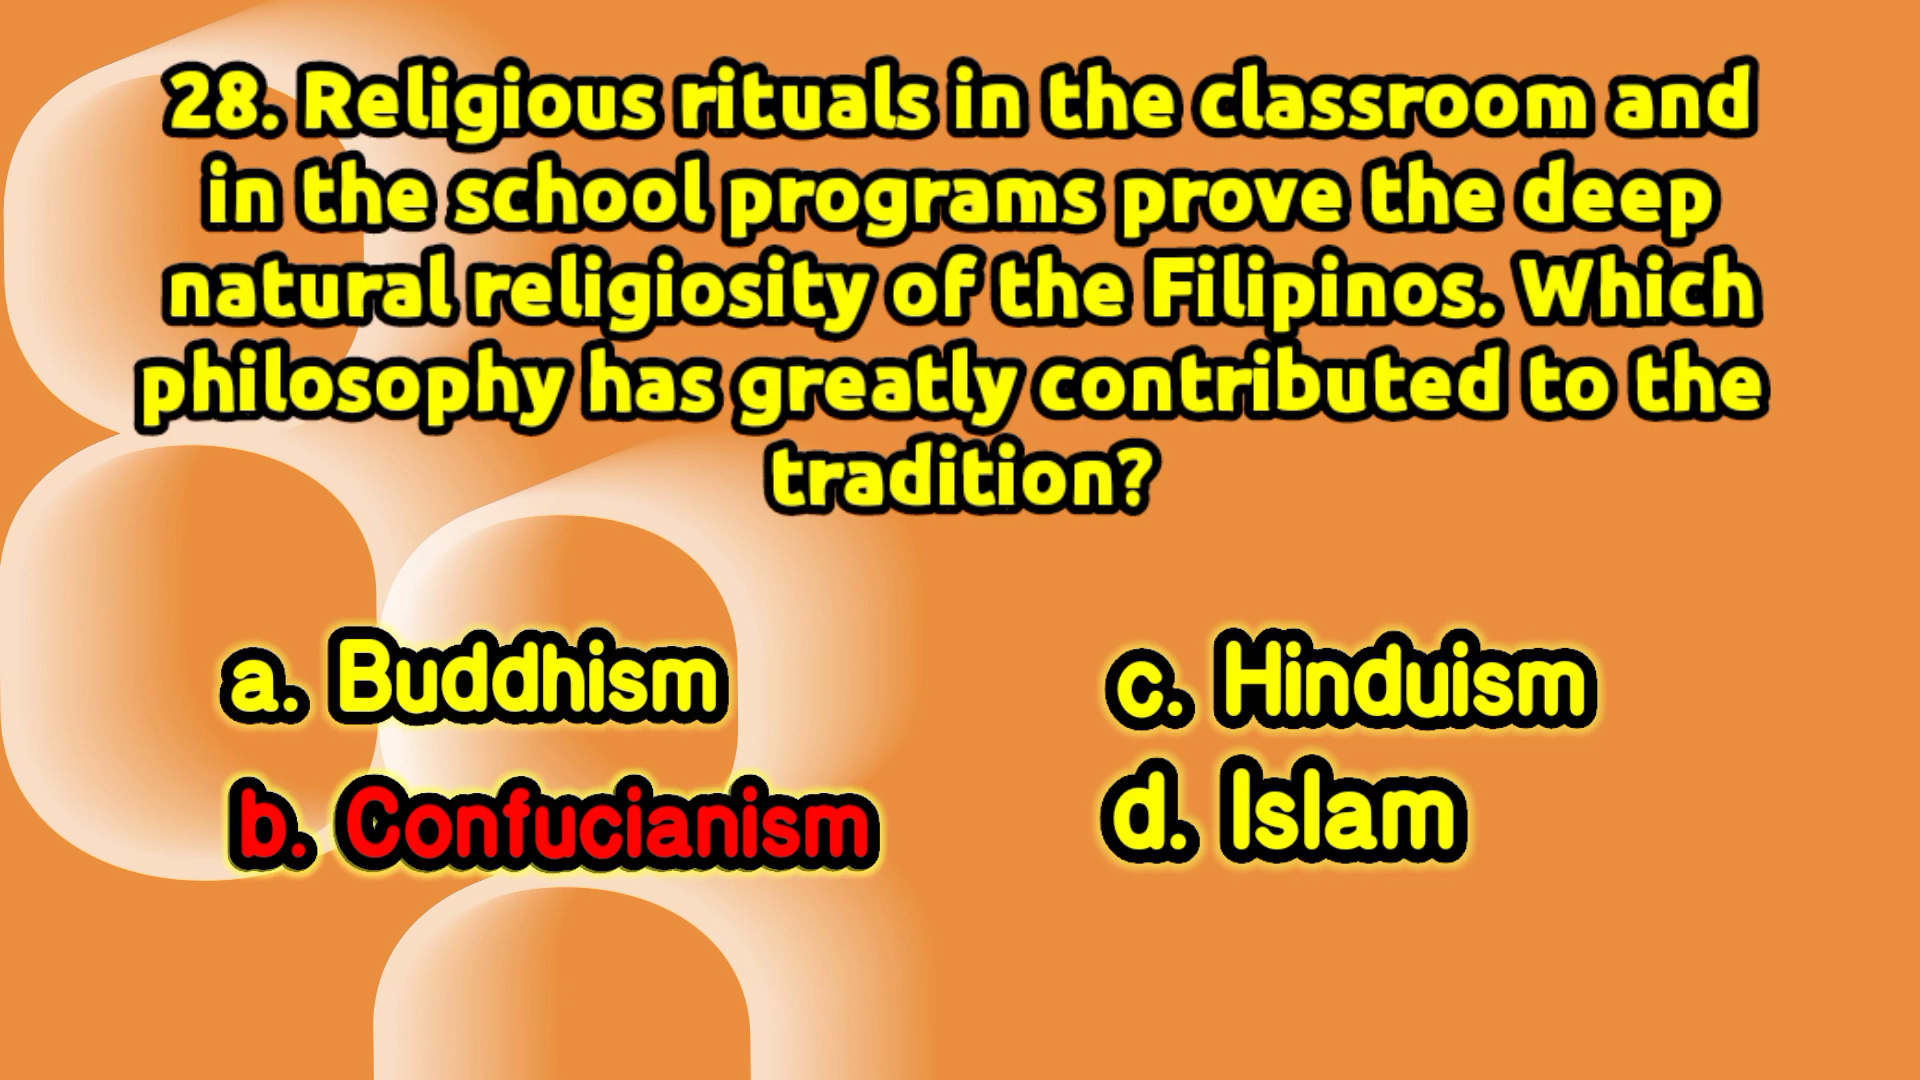 28. Religious rituals in the classroom and
in the school programs prove the deep
natural religiosity of the Filipinos. Which
philosophy has greatly contributed to the
tradition?
a. Buddhism
b. Confucianism
c. Hinduism
d. Islam